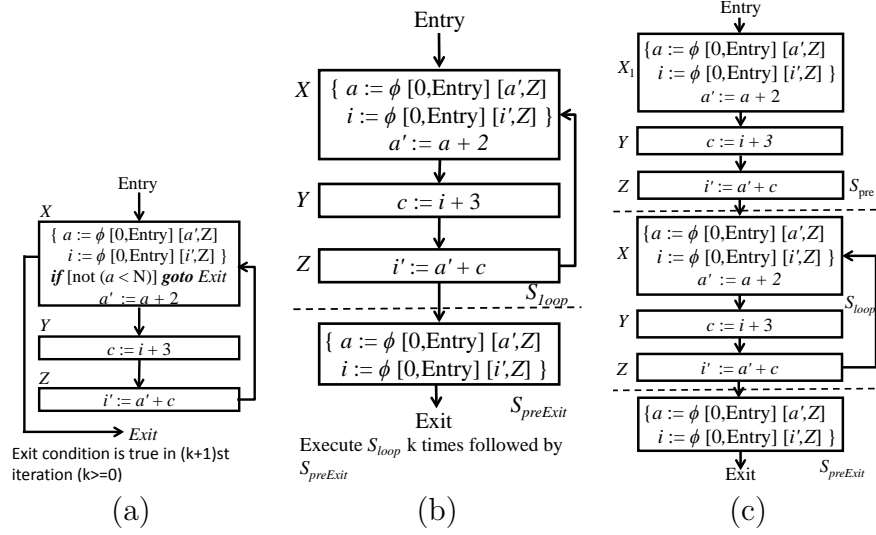 Entry
X
{ a := ϕ [0,Entry] [a′,Z]
i := ϕ [0,Entry] [i′,Z] }
if [not (a < N)] goto Exit
a′ := a + 2
Y
c := i + 3
Z
i′ := a′ + c
Exit
Exit condition is true in (k+1)st
iteration (k>=0)
(a)
Entry
X
{ a := ϕ [0,Entry] [a′,Z]
i := ϕ [0,Entry] [i′,Z] }
a′ := a + 2
Y
c := i + 3
Z
i′ := a′ + c
S1oop
{ a := ϕ [0,Entry] [a′,Z]
i := ϕ [0,Entry] [i′,Z] }
Exit
SpreExit
Execute Sloop k times followed by
SpreExit
(b)
Entry
X1
{a := ϕ [0,Entry] [a′,Z]
i := ϕ [0,Entry] [i′,Z] }
a′ := a + 2
Y
c := i + 3
Z
i′ := a′ + c
Spre
X
{a := ϕ [0,Entry] [a′,Z]
i := ϕ [0,Entry] [i′,Z] }
a′ := a + 2
Sloop
Y
c := i + 3
Z
i′ := a′ + c
{a := ϕ [0,Entry] [a′,Z]
i := ϕ [0,Entry] [i′,Z] }
Exit
SpreExit
(c)